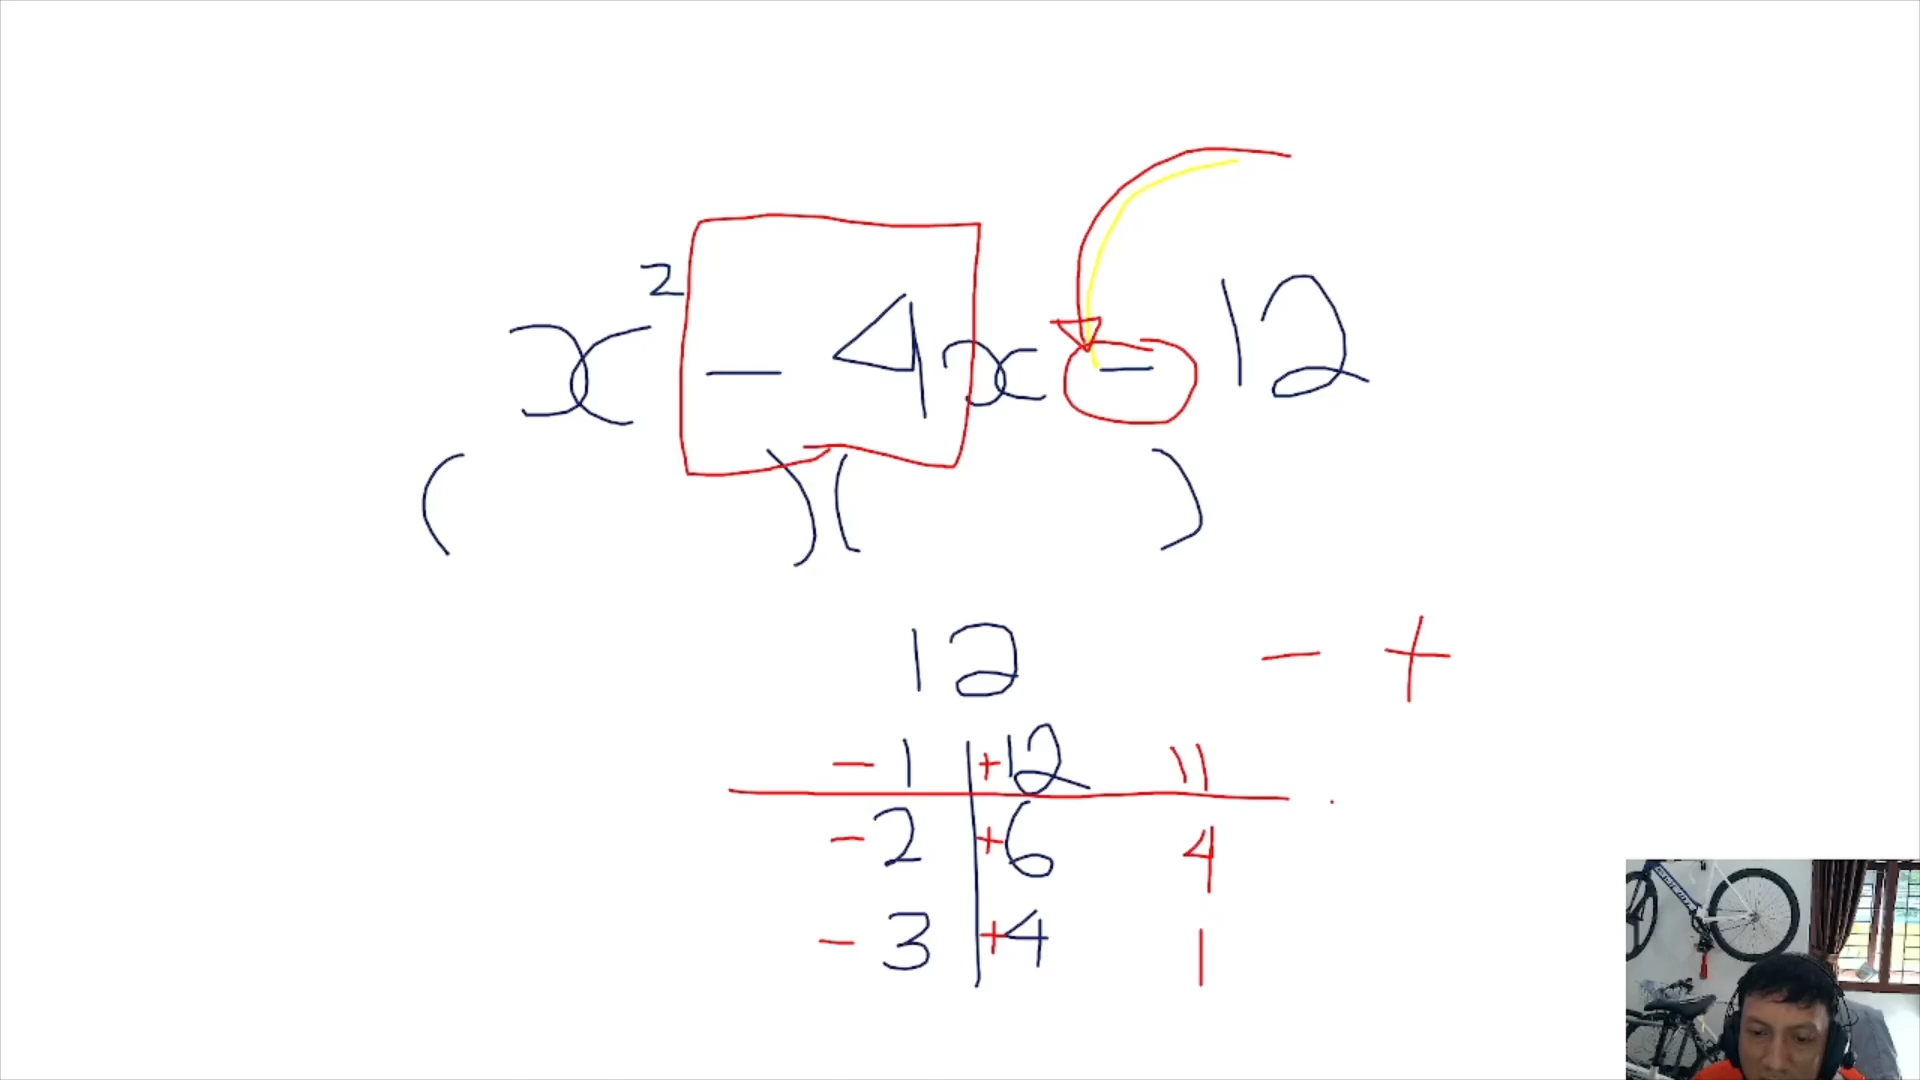 x² - 4x - 12
(      )(      )
12 - +
- 1 | +12 11
- 2 | +6 4
- 3 | +4 1